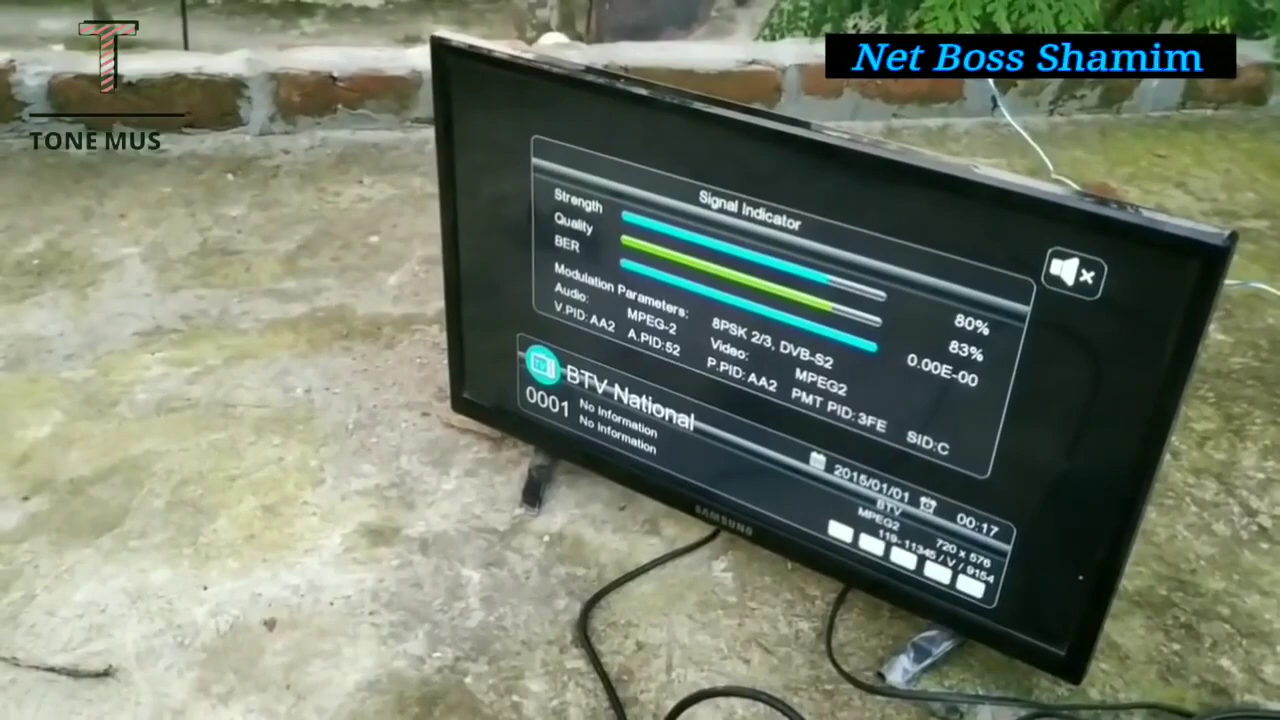 T
TONE MUS
Net Boss Shamim
Signal Indicator
Strength 80%
Quality 83%
BER 0.00E-00
Modulation Parameters: 8PSK 2/3, DVB-S2
Audio: MPEG-2 Video: MPEG2
V.PID: AA2 A.PID:52 P.PID: AA2 PMT PID:3FE SID:C
TV
BTV National
0001
No Information
No Information
2015/01/01 00:17
BTV
MPEG2 720 x 576
119-11345 / V / 9154
SAMSUNG